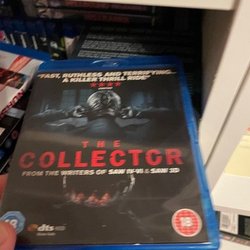 "FAST, RUTHLESS AND TERRIFYING...
A KILLER THRILL RIDE"
THE
COLLECTOR
FROM THE WRITERS OF SAW IV-VI & SAW 3D
dts
18